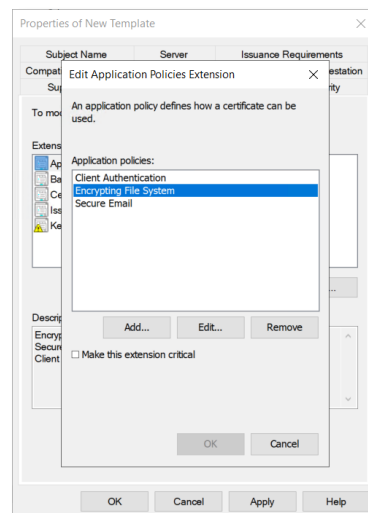 Properties of New Template
Subject Name Server Issuance Requirements
Compat
estation
Su
rity
Edit Application Policies Extension
An application policy defines how a certificate can be
used.
To mo
Extens
Ap
Ba
Ce
Iss
Ke
Application policies:
Client Authentication
Encrypting File System
Secure Email
...
Add... Edit... Remove
Make this extension critical
Descrip
Encryp
Secure
Client
OK Cancel
OK Cancel Apply Help